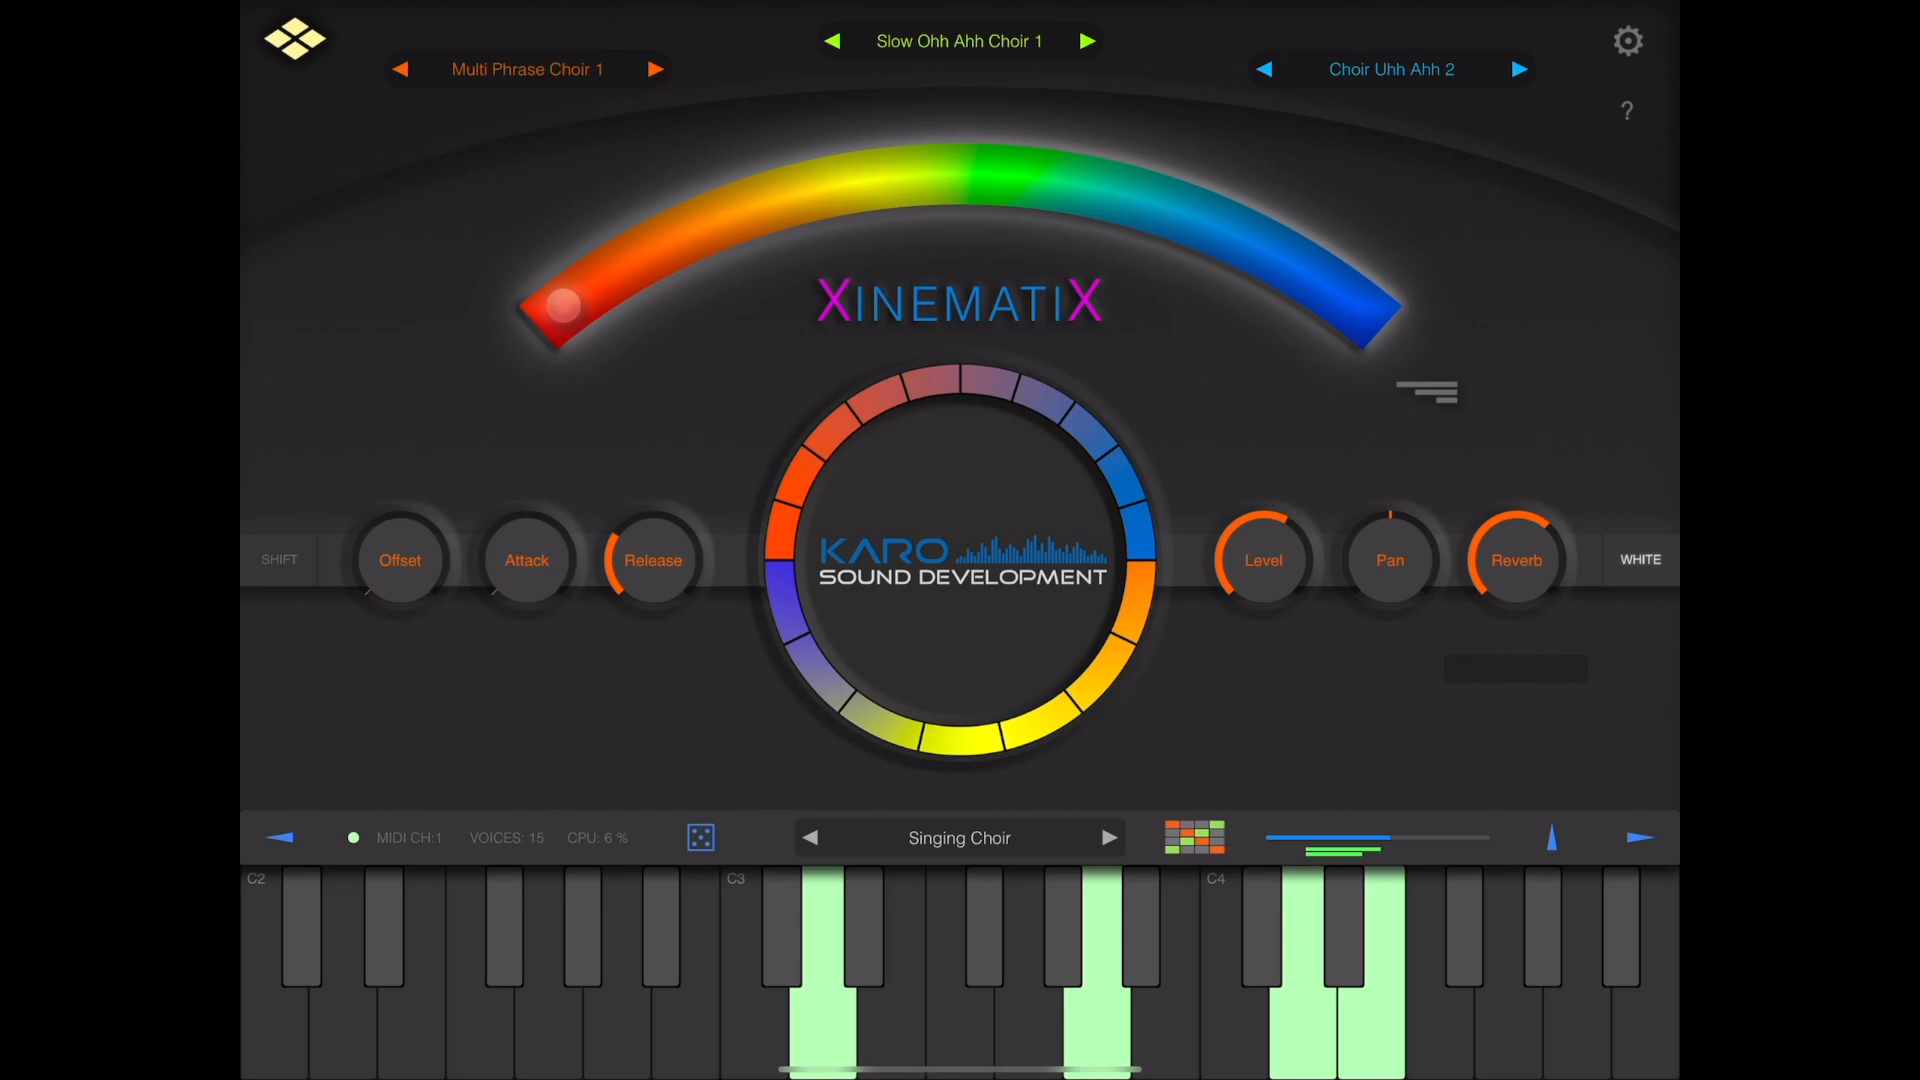 Slow Ohh Ahh Choir 1
Multi Phrase Choir 1
Choir Uhh Ahh 2
?
XINEMATIX
KARO
SOUND DEVELOPMENT
SHIFT
Offset
Attack
Release
Level
Pan
Reverb
WHITE
MIDI CH:1
VOICES: 15
CPU: 6 %
Singing Choir
C2
C3
C4